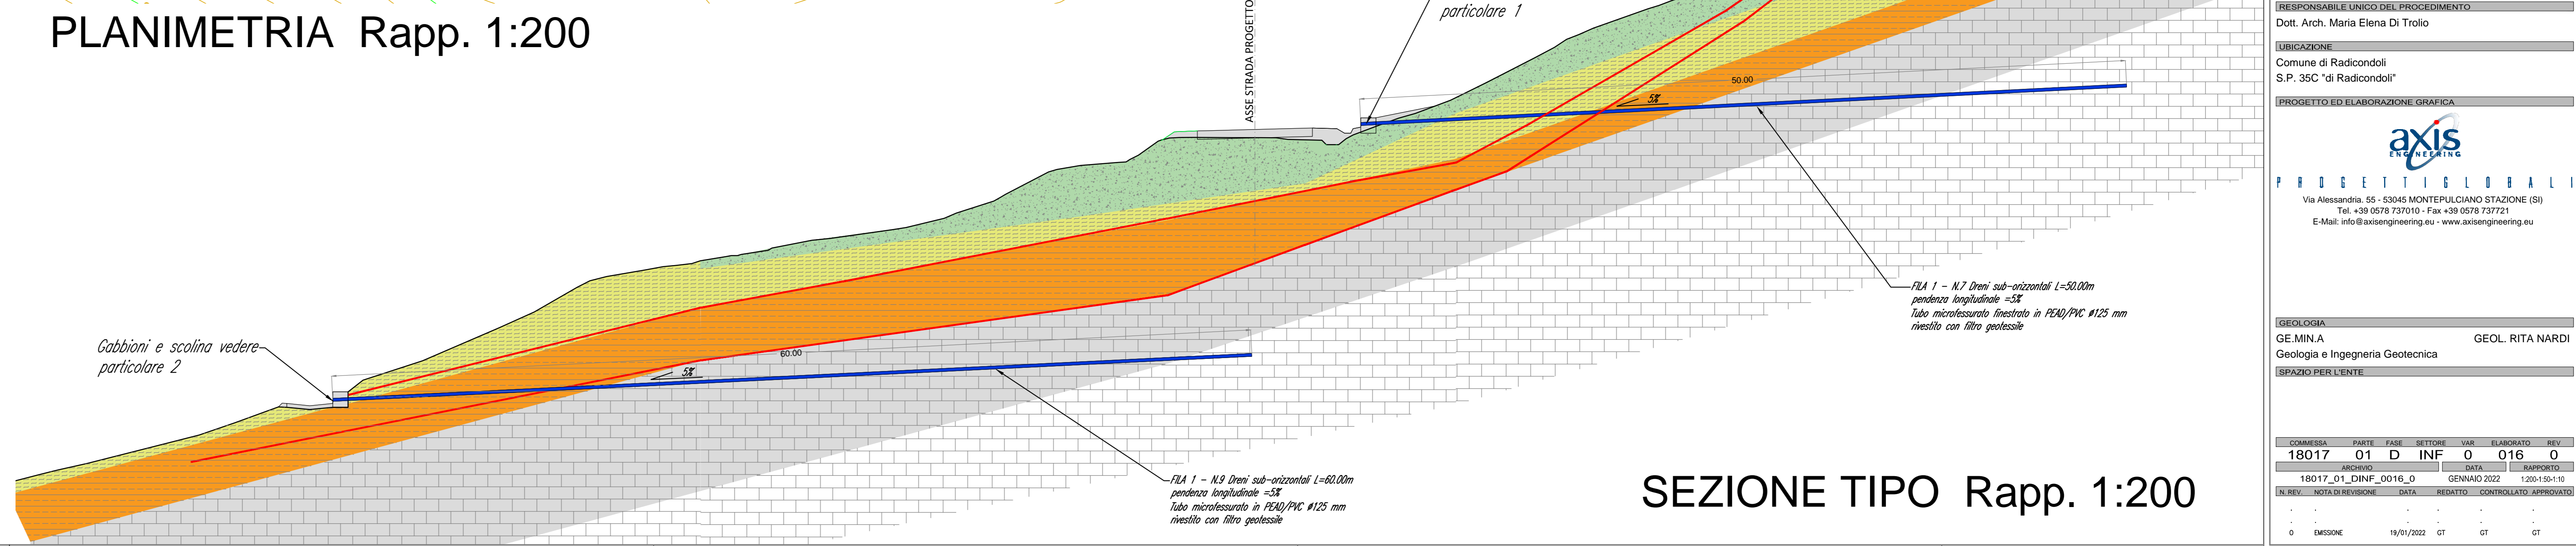 PLANIMETRIA Rapp. 1:200
particolare 1
ASSE STRADA PROGETTO
50.00
5%
FILA 1 - N.7 Dreni sub-orizzontali L=50.00m
pendenza longitudinale =5%
Tubo microfessurato finestrato in PEAD/PVC ø125 mm
rivestito con filtro geotessile
Gabbioni e scolina vedere
particolare 2
60.00
5%
FILA 1 - N.9 Dreni sub-orizzontali L=60.00m
pendenza longitudinale =5%
Tubo microfessurato in PEAD/PVC ø125 mm
rivestito con filtro geotessile
SEZIONE TIPO Rapp. 1:200
RESPONSABILE UNICO DEL PROCEDIMENTO
Dott. Arch. Maria Elena Di Trolio
UBICAZIONE
Comune di Radicondoli
S.P. 35C "di Radicondoli"
PROGETTO ED ELABORAZIONE GRAFICA
axis
ENGINEERING
PROGETTI GLOBALI
Via Alessandria. 55 - 53045 MONTEPULCIANO STAZIONE (SI)
Tel. +39 0578 737010 - Fax +39 0578 737721
E-Mail: info@axisengineering.eu - www.axisengineering.eu
GEOLOGIA
GE.MIN.A GEOL. RITA NARDI
Geologia e Ingegneria Geotecnica
SPAZIO PER L'ENTE
COMMESSA PARTE FASE SETTORE VAR ELABORATO REV
18017 01 D INF 0 016 0
ARCHIVIO DATA RAPPORTO
18017_01_DINF_0016_0 GENNAIO 2022 1:200-1:50-1:10
N. REV. NOTA DI REVISIONE DATA REDATTO CONTROLLATO APPROVATO
. . . . . .
. . . . . .
0 EMISSIONE 19/01/2022 GT GT GT